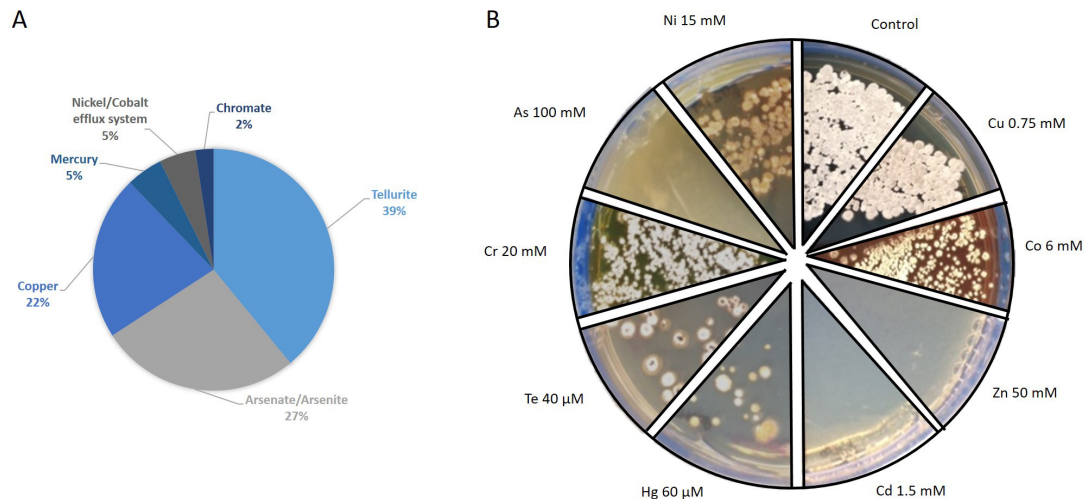 A
Nickel/Cobalt
efflux system
5%
Chromate
2%
Mercury
5%
Tellurite
39%
Copper
22%
Arsenate/Arsenite
27%
B
Ni 15 mM
Control
As 100 mM
Cu 0.75 mM
Cr 20 mM
Co 6 mM
Te 40 µM
Zn 50 mM
Hg 60 µM
Cd 1.5 mM